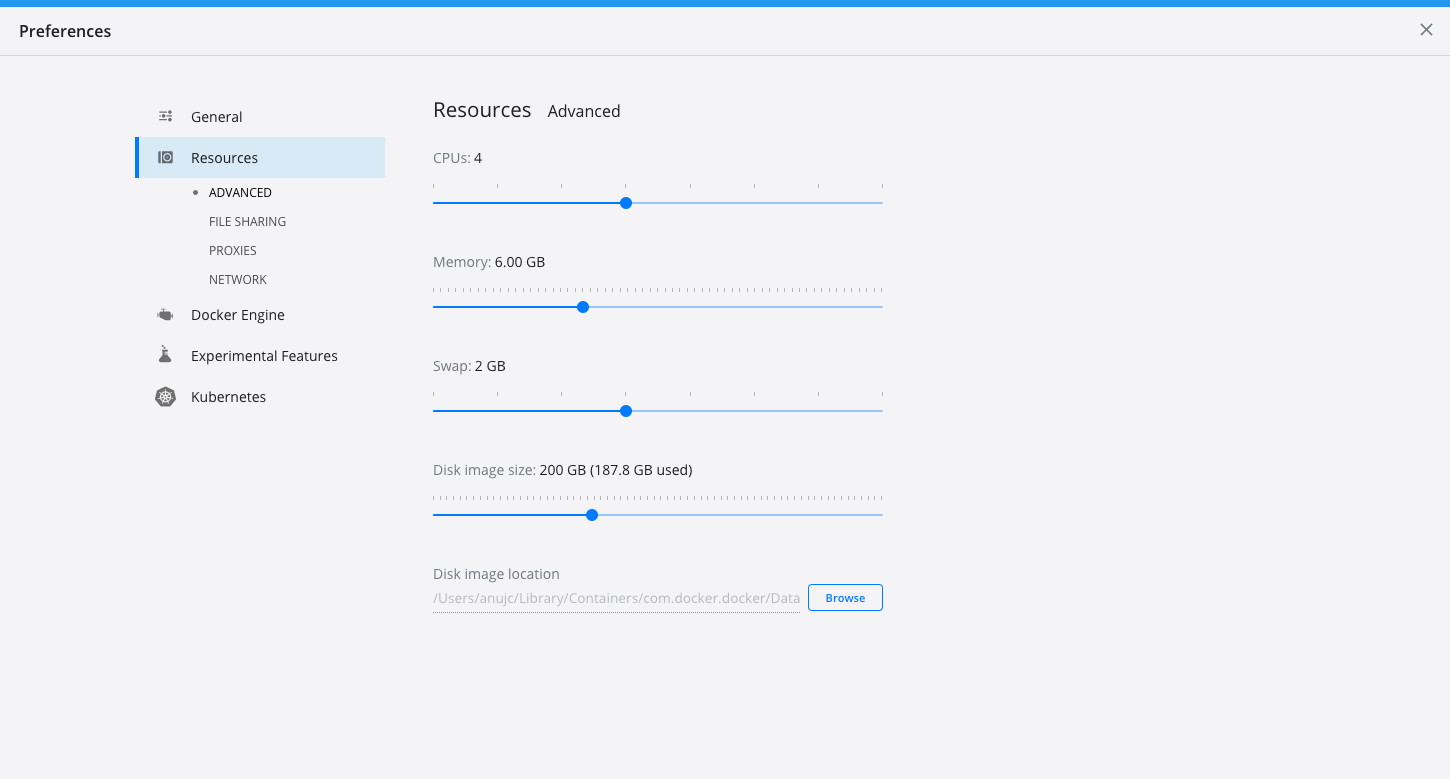 Preferences
General
Resources
ADVANCED
FILE SHARING
PROXIES
NETWORK
Docker Engine
Experimental Features
Kubernetes
Resources Advanced
CPUs: 4
Memory: 6.00 GB
Swap: 2 GB
Disk image size: 200 GB (187.8 GB used)
Disk image location
/Users/anujc/Library/Containers/com.docker.docker/Data
Browse